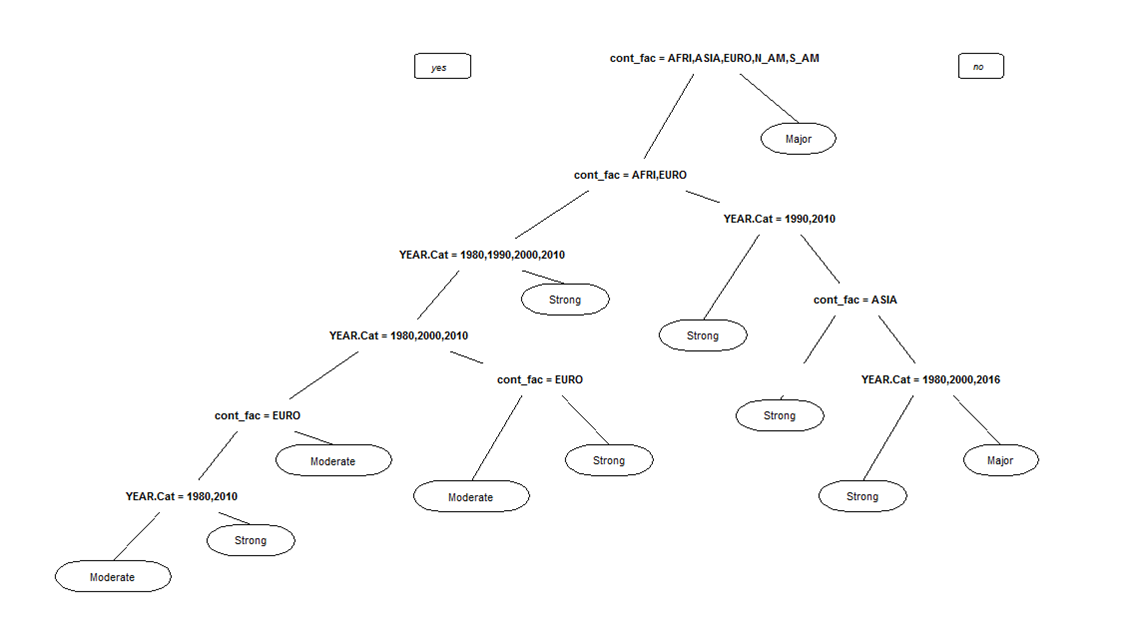 cont_fac = AFRI,ASIA,EURO,N_AM,S_AM
yes
no
Major
cont_fac = AFRI,EURO
YEAR.Cat = 1990,2010
YEAR.Cat = 1980,1990,2000,2010
Strong
cont_fac = ASIA
YEAR.Cat = 1980,2000,2010
Strong
cont_fac = EURO
YEAR.Cat = 1980,2000,2016
cont_fac = EURO
Strong
Moderate
Strong
Major
YEAR.Cat = 1980,2010
Moderate
Strong
Strong
Moderate